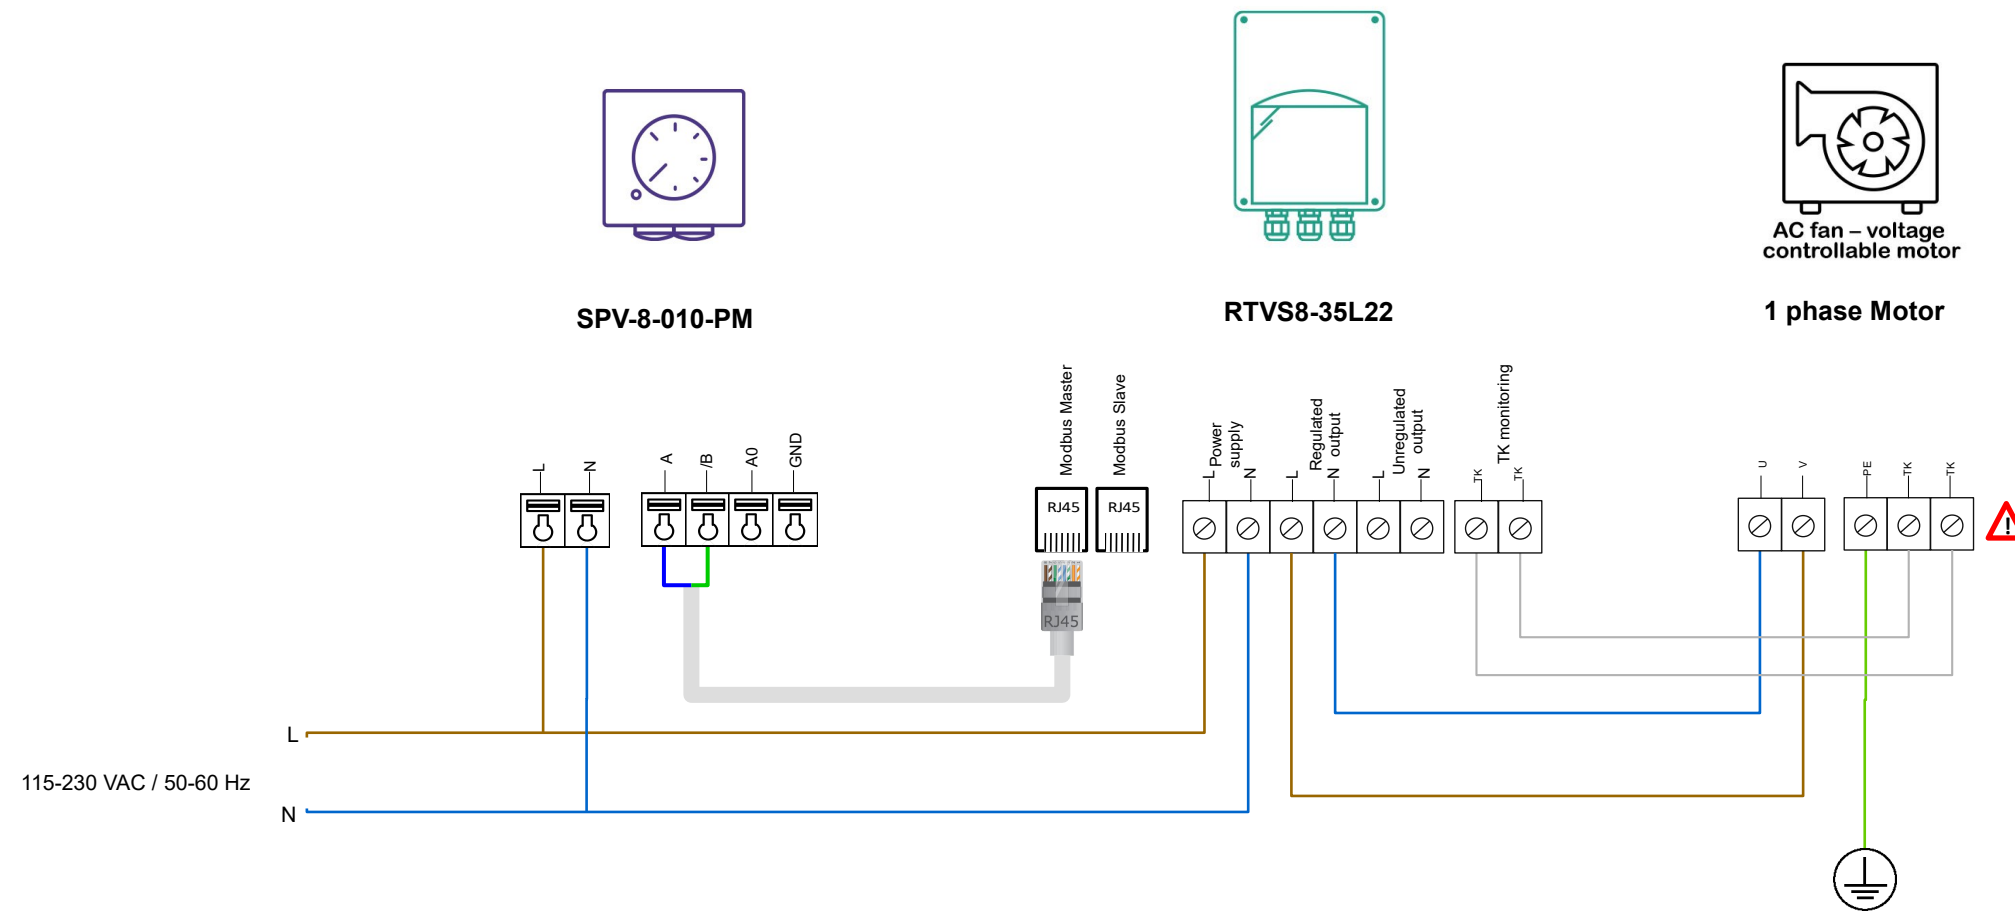 AC fan – voltage
controllable motor
SPV-8-010-PM
RTVS8-35L22
1 phase Motor
L
N
A
/B
A0
GND
Modbus Master
Modbus Slave
L
Power
supply
N
L
Regulated
output
N
L
Unregulated
output
N
TK
TK monitoring
TK
U
V
PE
TK
TK
RJ45
RJ45
!
RJ45
L
115-230 VAC / 50-60 Hz
N